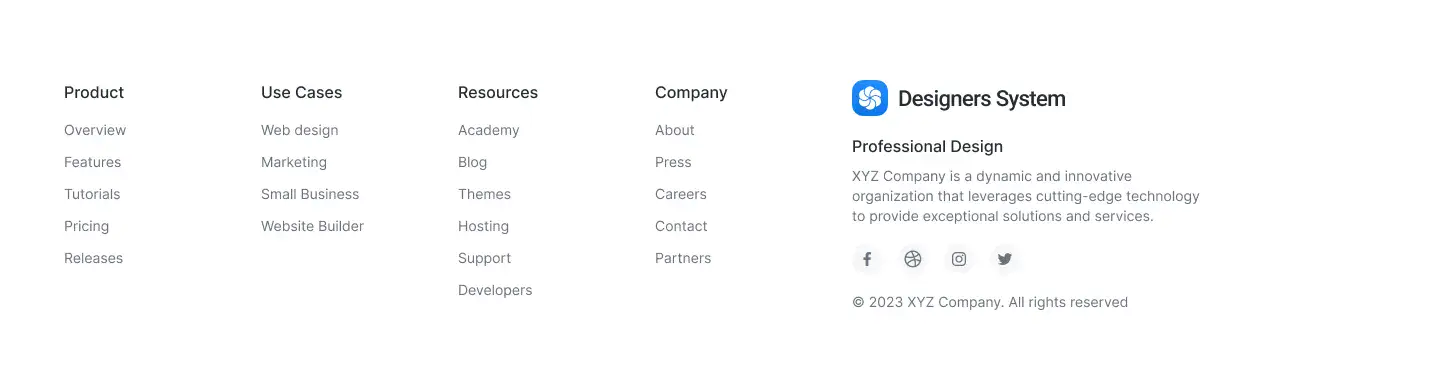 Product
Overview
Features
Tutorials
Pricing
Releases
Use Cases
Web design
Marketing
Small Business
Website Builder
Resources
Academy
Blog
Themes
Hosting
Support
Developers
Company
About
Press
Careers
Contact
Partners
Designers System
Professional Design
XYZ Company is a dynamic and innovative
organization that leverages cutting-edge technology
to provide exceptional solutions and services.
© 2023 XYZ Company. All rights reserved